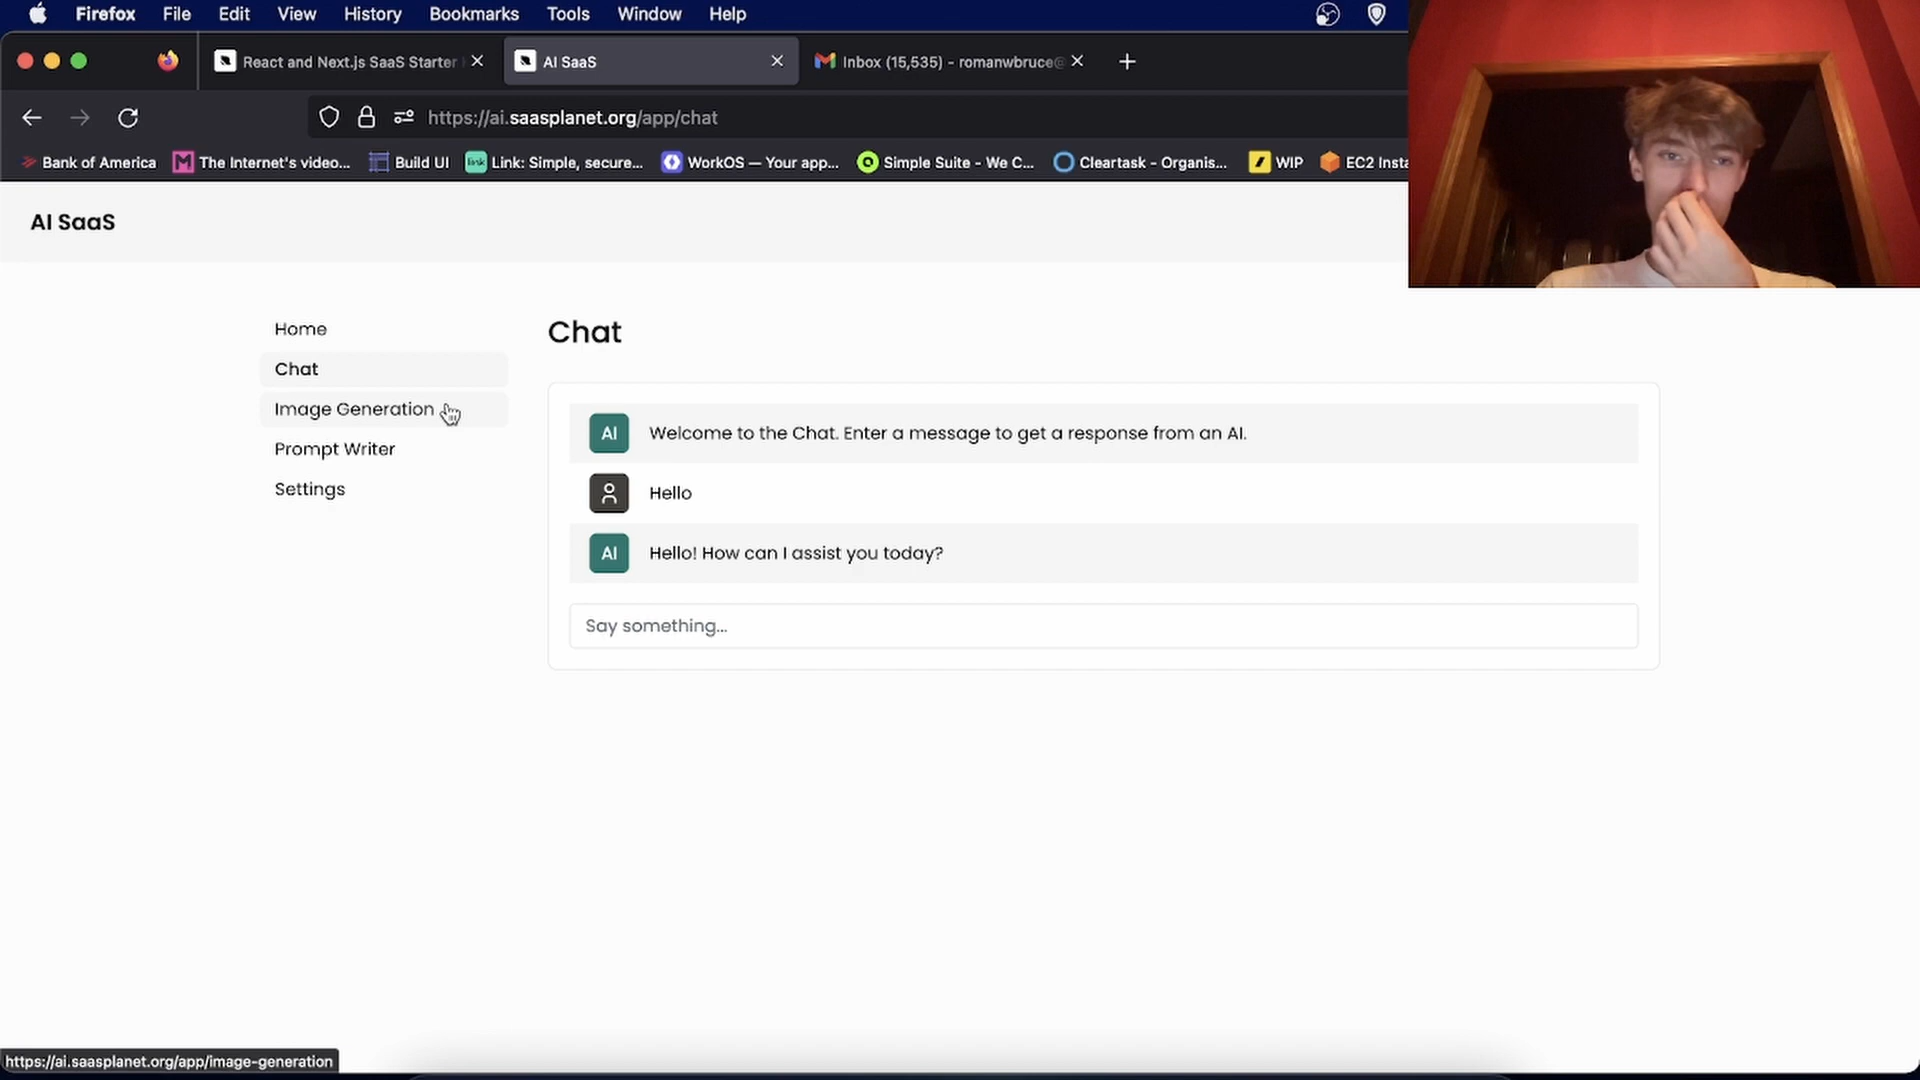 Firefox File Edit View History Bookmarks Tools Window Help
React and Next.js SaaS Starter
AI SaaS
Inbox (15,535) - romanwbruce@
https://ai.saasplanet.org/app/chat
Bank of America
The Internet's video...
Build UI
link
Link: Simple, secure...
WorkOS — Your app...
Simple Suite - We C...
Cleartask - Organis...
WIP
EC2 Insta
AI SaaS
Home
Chat
Image Generation
Prompt Writer
Settings
Chat
AI
Welcome to the Chat. Enter a message to get a response from an AI.
Hello
AI
Hello! How can I assist you today?
Say something...
https://ai.saasplanet.org/app/image-generation